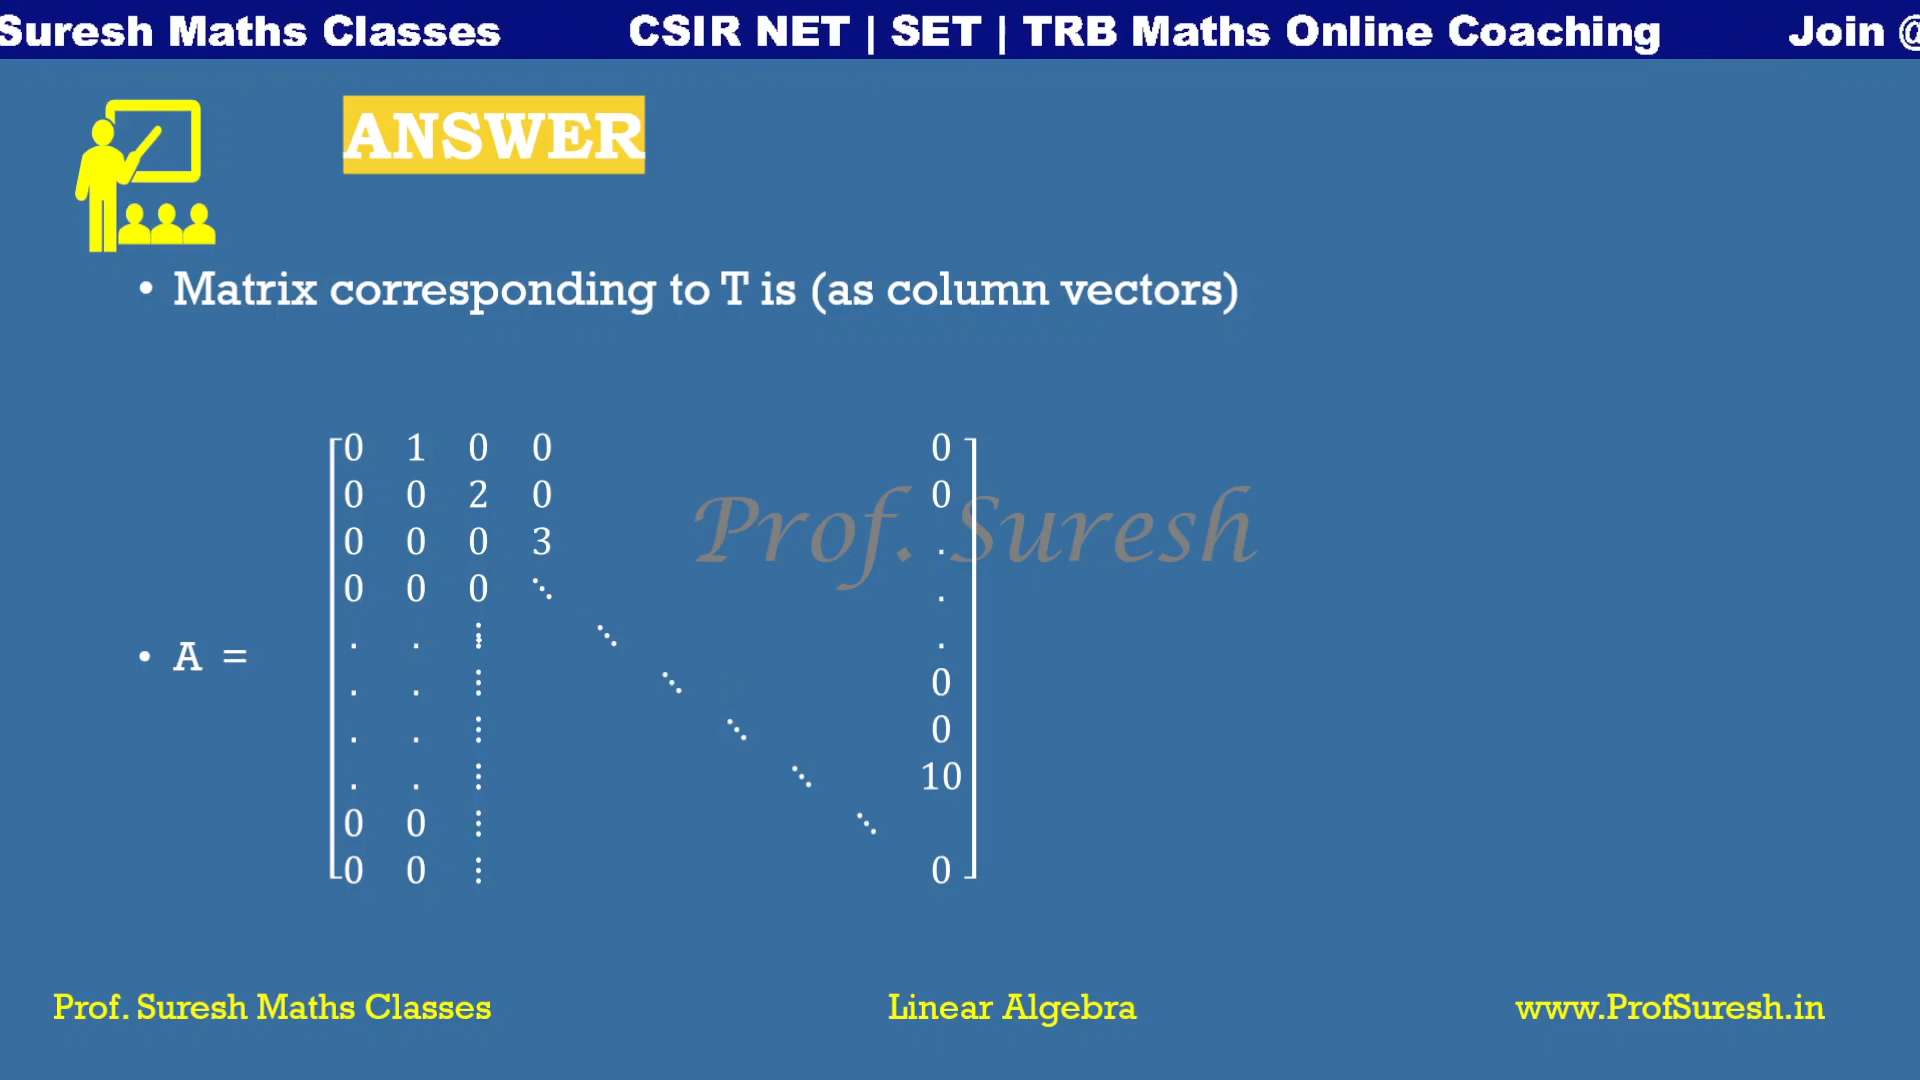 Suresh Maths Classes CSIR NET | SET | TRB Maths Online Coaching Join @
ANSWER
• Matrix corresponding to T is (as column vectors)
0 1 0 0 0
0 0 2 0 0
0 0 0 3 .
0 0 0 ⋱ .
. . ⋮ ⋱ .
• A =
. . ⋮ ⋱ 0
. . ⋮ ⋱ 0
. . ⋮ ⋱ 10
0 0 ⋮ ⋱
0 0 ⋮ 0
Prof. Suresh
Prof. Suresh Maths Classes Linear Algebra www.ProfSuresh.in